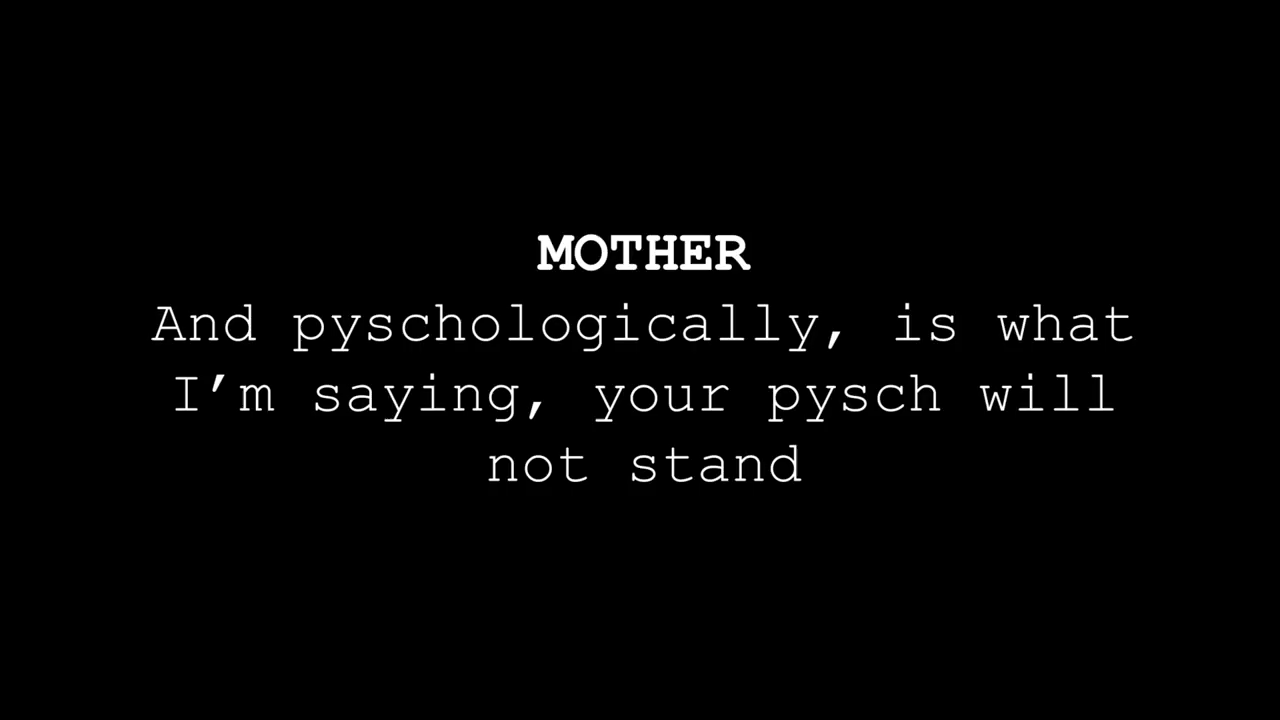 MOTHER
And pyschologically, is what
I’m saying, your pysch will
not stand